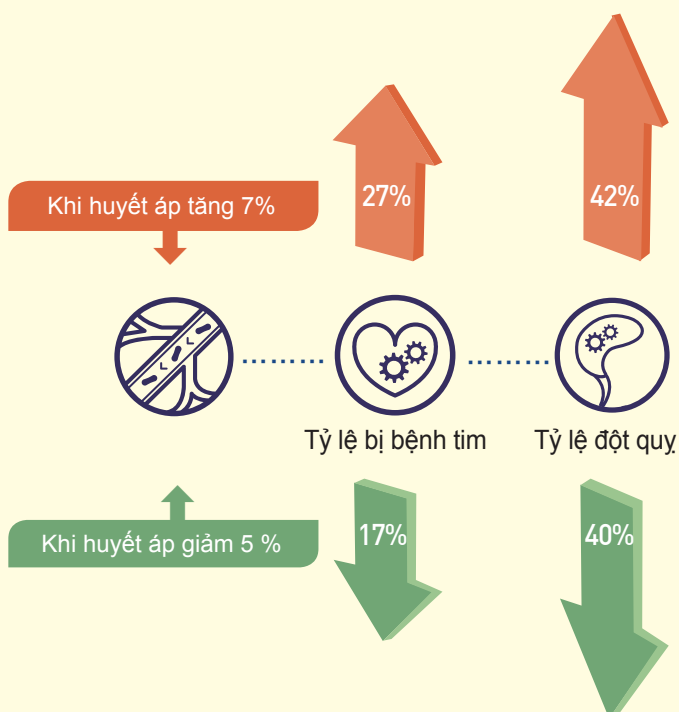 27%
42%
Khi huyết áp tăng 7%
Tỷ lệ bị bệnh tim
Tỷ lệ đột quỵ
Khi huyết áp giảm 5 %
17%
40%